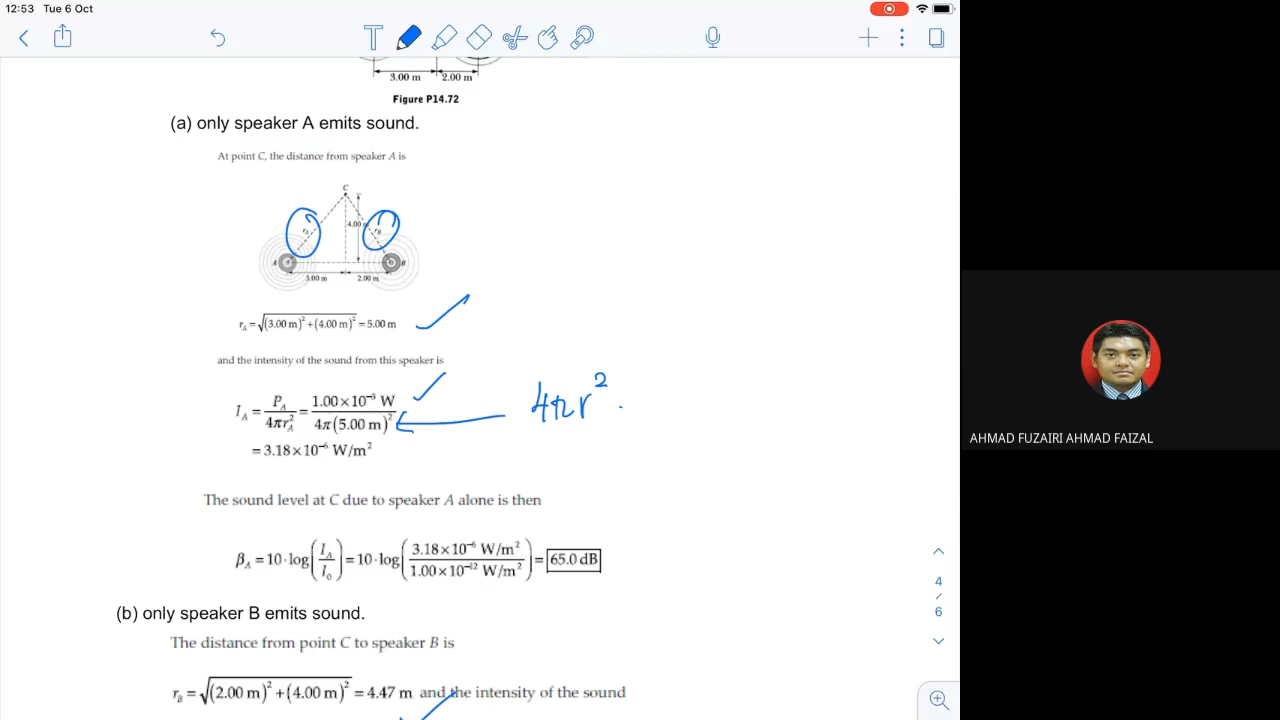 12:53 Tue 6 Oct
T
3.00 m 2.00 m
Figure P14.72
(a) only speaker A emits sound.
At point C, the distance from speaker A is
C
4.00 m
r_A r_B
A B
3.00 m 2.00 m
r_A = √((3.00 m)² + (4.00 m)²) = 5.00 m
and the intensity of the sound from this speaker is
I_A = P_A / 4πr_A² = 1.00×10⁻³ W / 4π(5.00 m)²
4πr².
= 3.18×10⁻⁶ W/m²
The sound level at C due to speaker A alone is then
β_A = 10·log(I_A / I_0) = 10·log(3.18×10⁻⁶ W/m² / 1.00×10⁻¹² W/m²) = 65.0 dB
(b) only speaker B emits sound.
The distance from point C to speaker B is
r_B = √((2.00 m)² + (4.00 m)²) = 4.47 m and the intensity of the sound
4
/
6
AHMAD FUZAIRI AHMAD FAIZAL